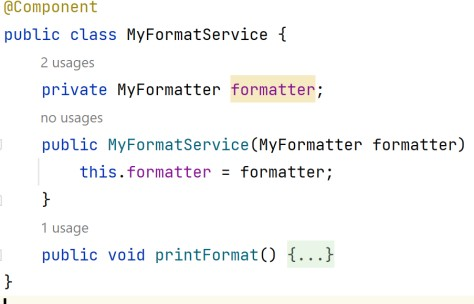 @Component
public class MyFormatService {
2 usages
private MyFormatter formatter;
no usages
public MyFormatService(MyFormatter formatter)
this.formatter = formatter;
}
1 usage
public void printFormat() {...}
}